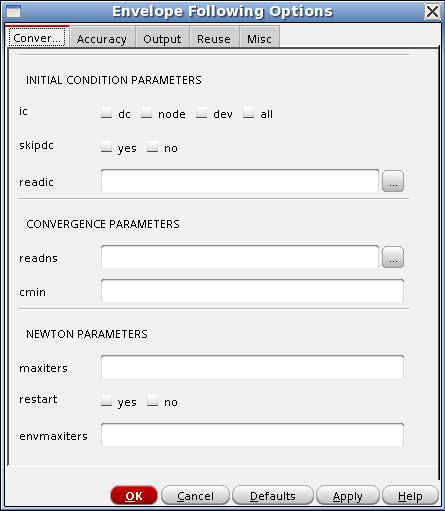 Envelope Following Options
Conver... Accuracy Output Reuse Misc
INITIAL CONDITION PARAMETERS
ic dc node dev all
skipdc yes no
readic ...
CONVERGENCE PARAMETERS
readns ...
cmin
NEWTON PARAMETERS
maxiters
restart yes no
envmaxiters
OK Cancel Defaults Apply Help